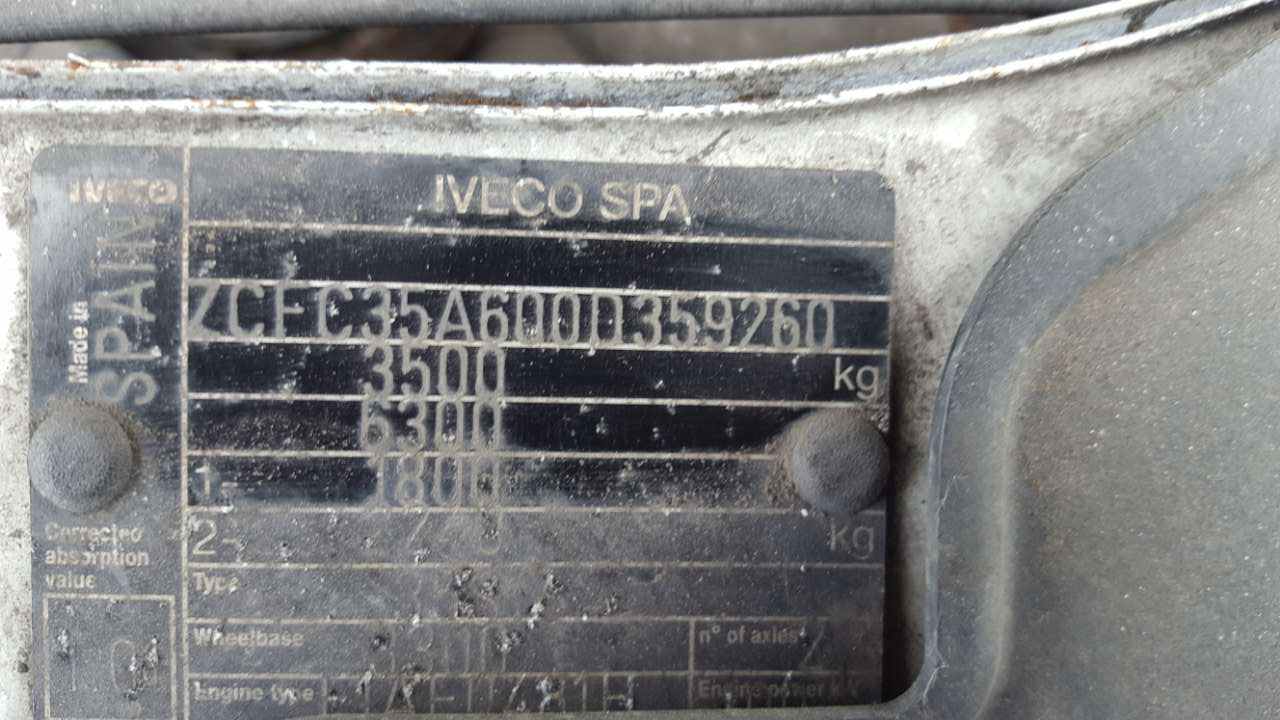 IVECO
IVECO SPA
Made in
SPAIN
ZCFC35A600D359260
3500 kg
6300
1- 1800
2- kg
Corrected
absorption
value
Type
Wheelbase
n° of axles 2
Engine type
Engine power kW